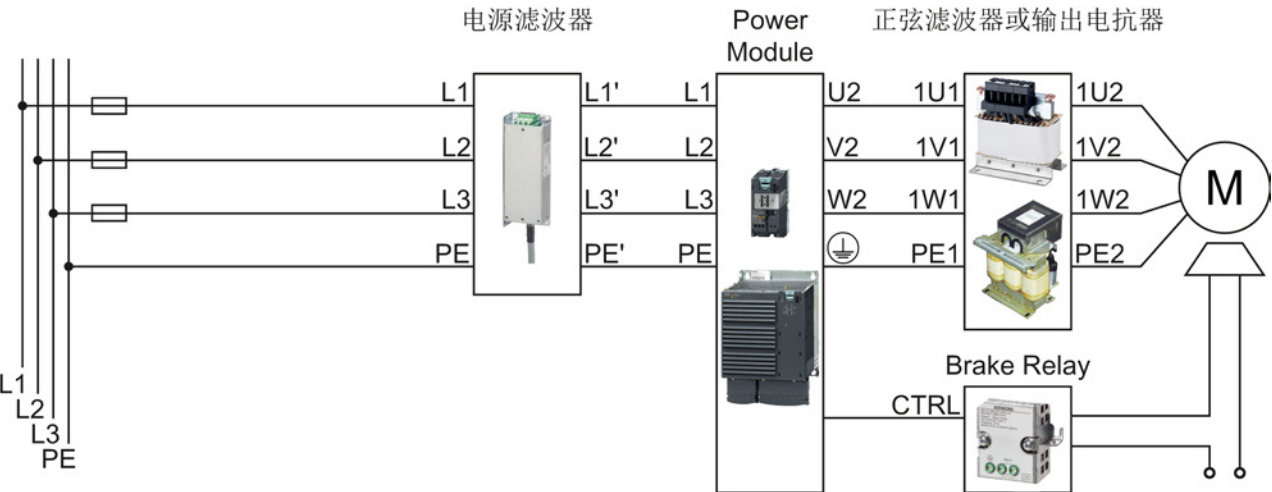 电源滤波器
Power
Module
正弦滤波器或输出电抗器
L1 L1' L1 U2 1U1 1U2
L2 L2' L2 V2 1V1 1V2
L3 L3' L3 W2 1W1 1W2
PE PE' PE PE1 PE2
M
Brake Relay
CTRL
L1
L2
L3
PE